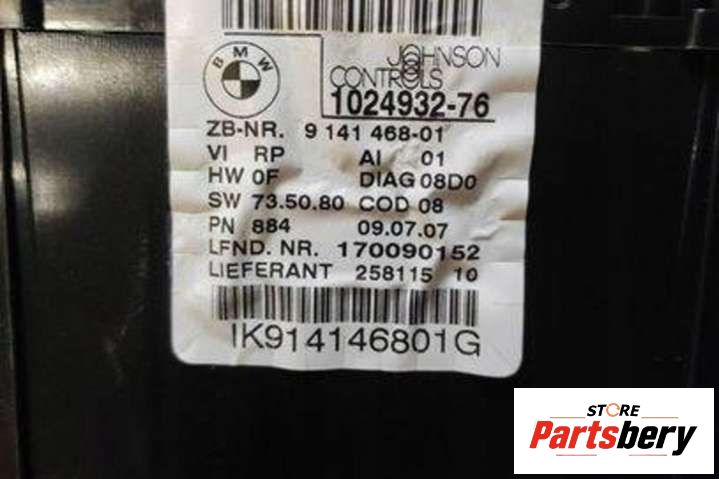 BMW
JOHNSON
CONTROLS
1024932-76
ZB-NR. 9 141 468-01
VI RP AI 01
HW 0F DIAG 08D0
SW 73.50.80 COD 08
PN 884 09.07.07
LFND. NR. 170090152
LIEFERANT 258115 10
IK914146801G
STORE
Partsbery